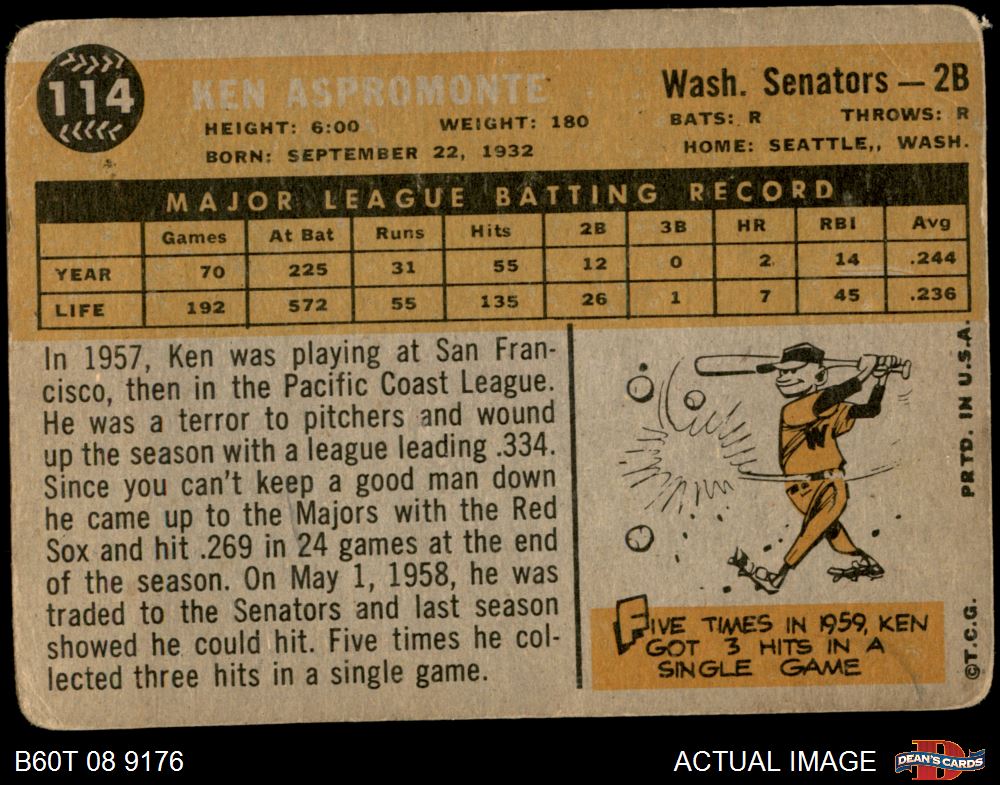 114
KEN ASPROMONTE
Wash. Senators — 2B
HEIGHT: 6:00 WEIGHT: 180 BATS: R THROWS: R
BORN: SEPTEMBER 22, 1932 HOME: SEATTLE,, WASH.
MAJOR LEAGUE BATTING RECORD
Games At Bat Runs Hits 2B 3B HR RBI Avg
YEAR 70 225 31 55 12 0 2 14 .244
LIFE 192 572 55 135 26 1 7 45 .236
In 1957, Ken was playing at San Fran-
cisco, then in the Pacific Coast League.
He was a terror to pitchers and wound
up the season with a league leading .334.
Since you can't keep a good man down
he came up to the Majors with the Red
Sox and hit .269 in 24 games at the end
of the season. On May 1, 1958, he was
traded to the Senators and last season
showed he could hit. Five times he col-
lected three hits in a single game.
W
FIVE TIMES IN 1959, KEN
GOT 3 HITS IN A
SINGLE GAME
PRTD. IN U.S.A.
©T.C.G.
B60T 08 9176
ACTUAL IMAGE
DEAN'S CARDS